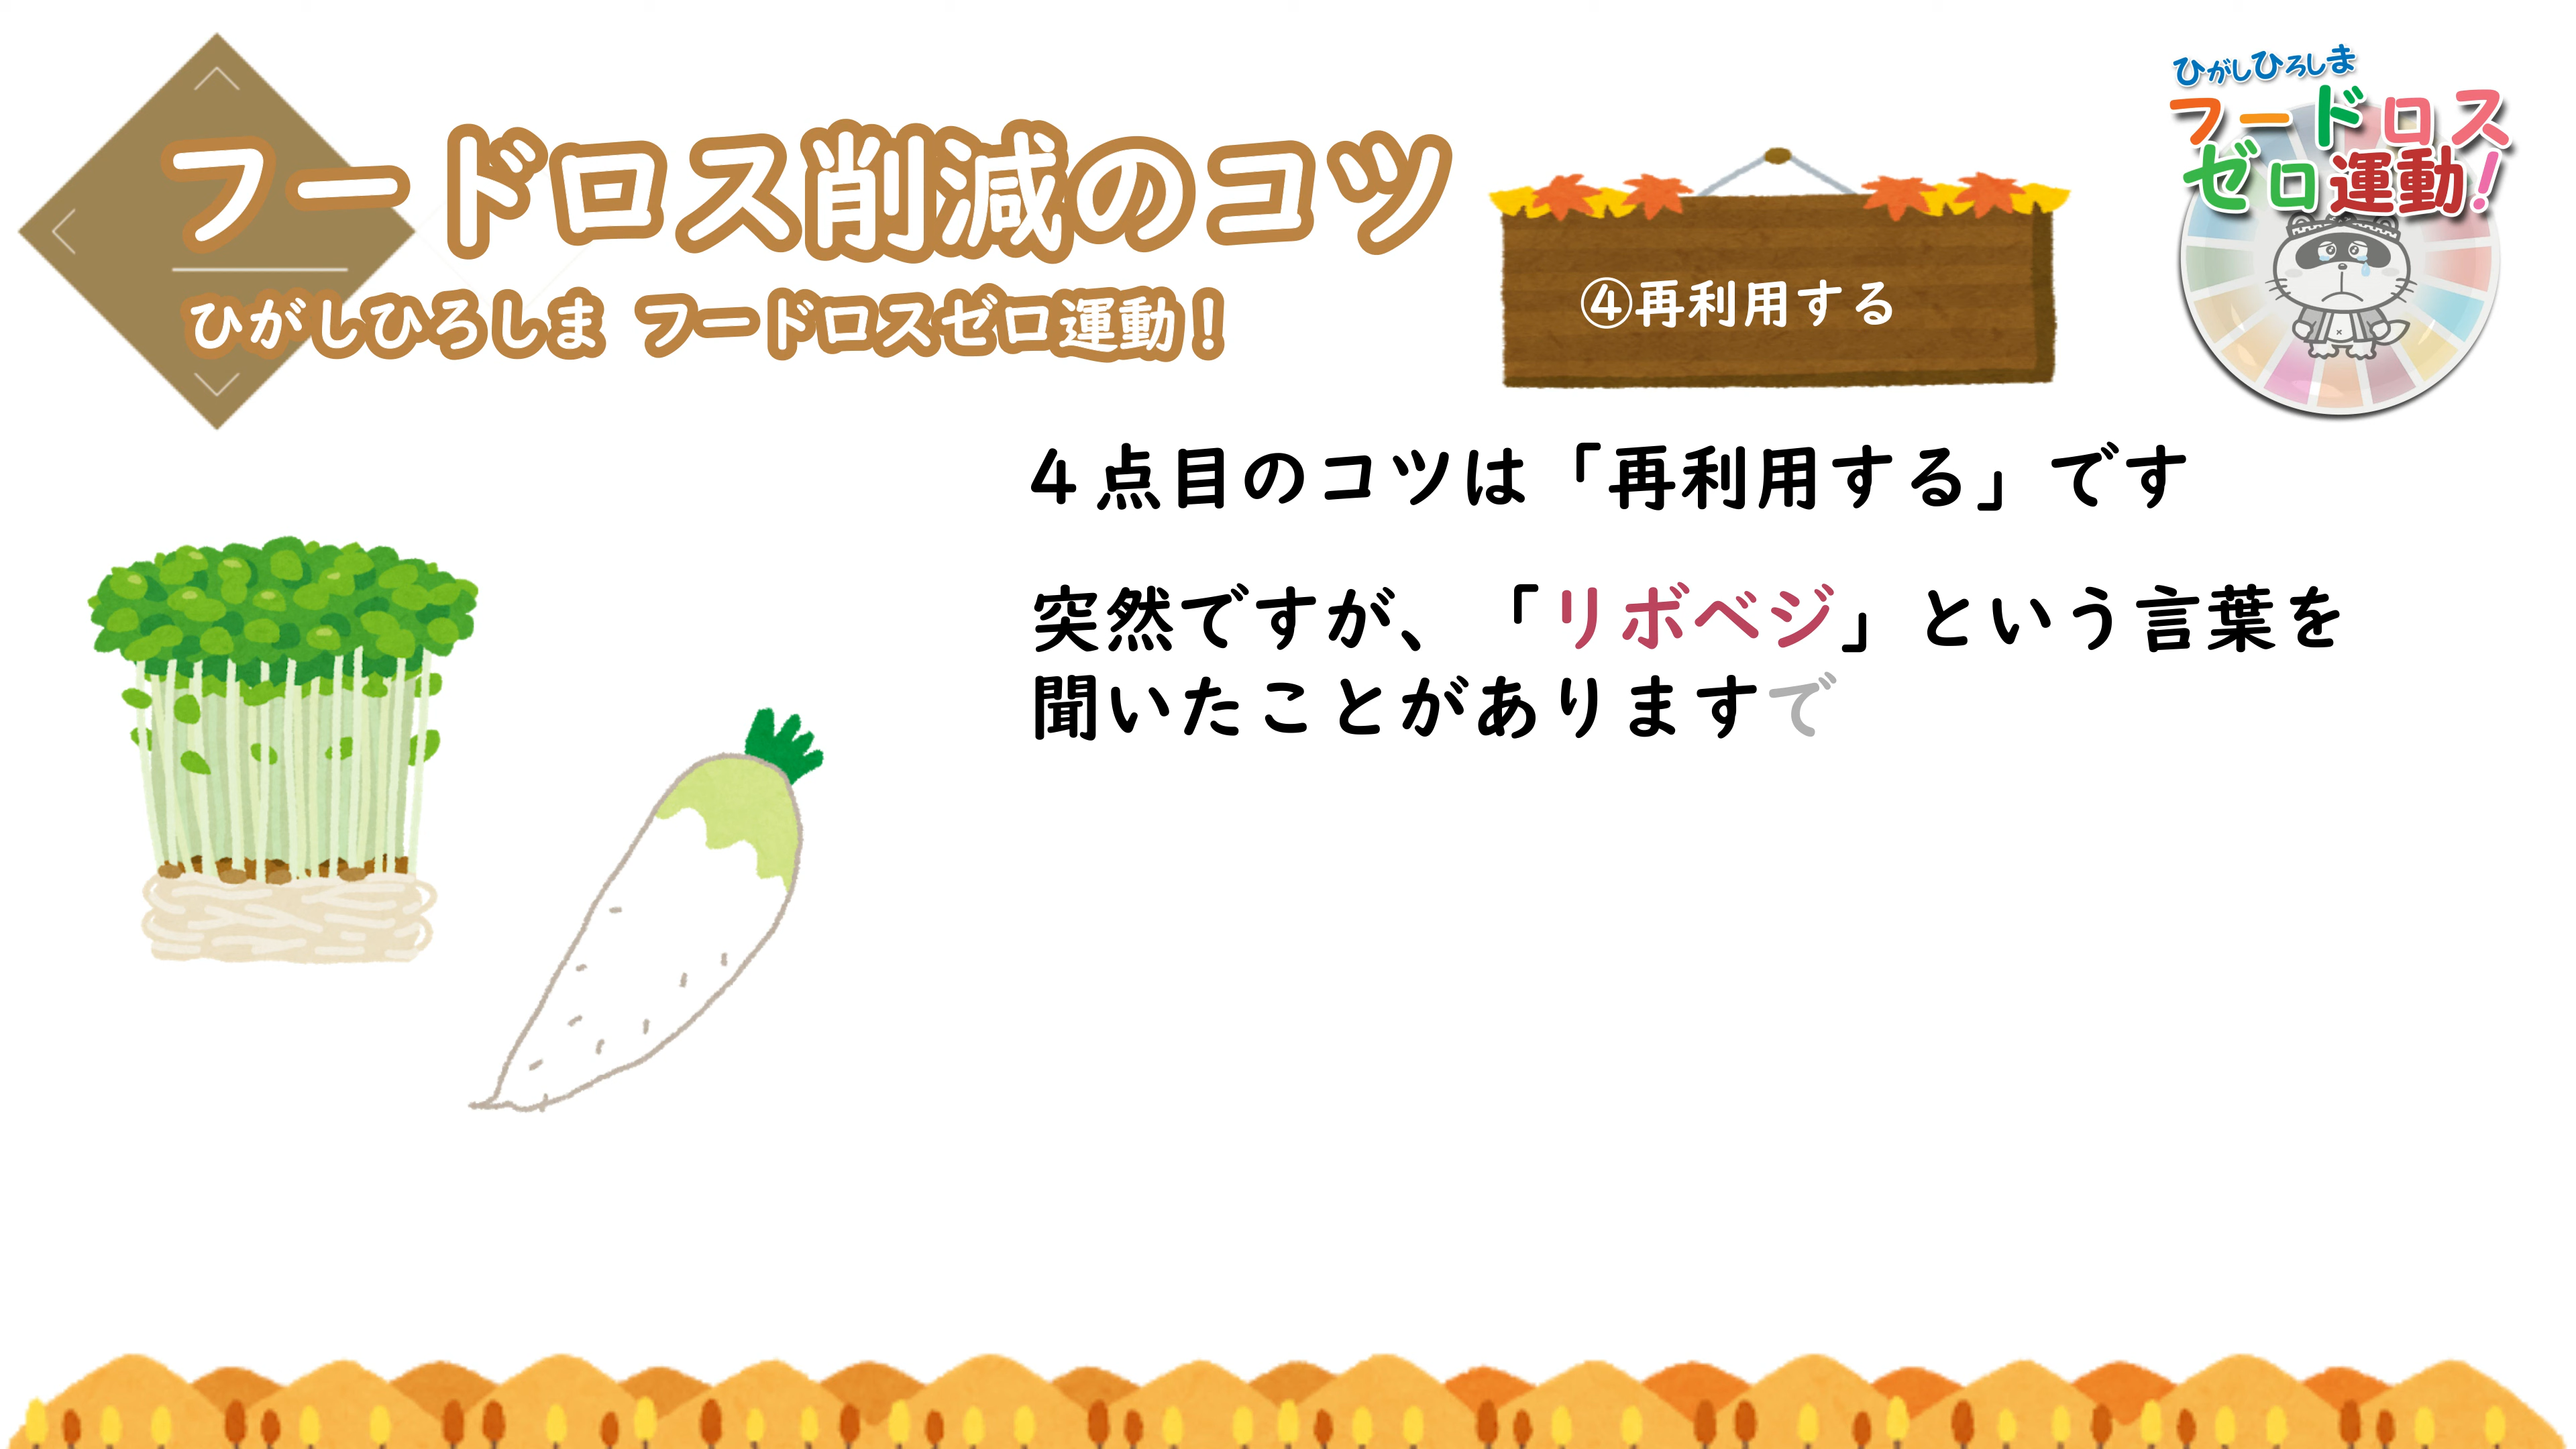 フードロス削減のコツ
ひがしひろしま フードロスゼロ運動！
④再利用する
ひがしひろしま
フードロス
ゼロ運動！
４点目のコツは「再利用する」です
突然ですが、「リボベジ」という言葉を
聞いたことがありますで